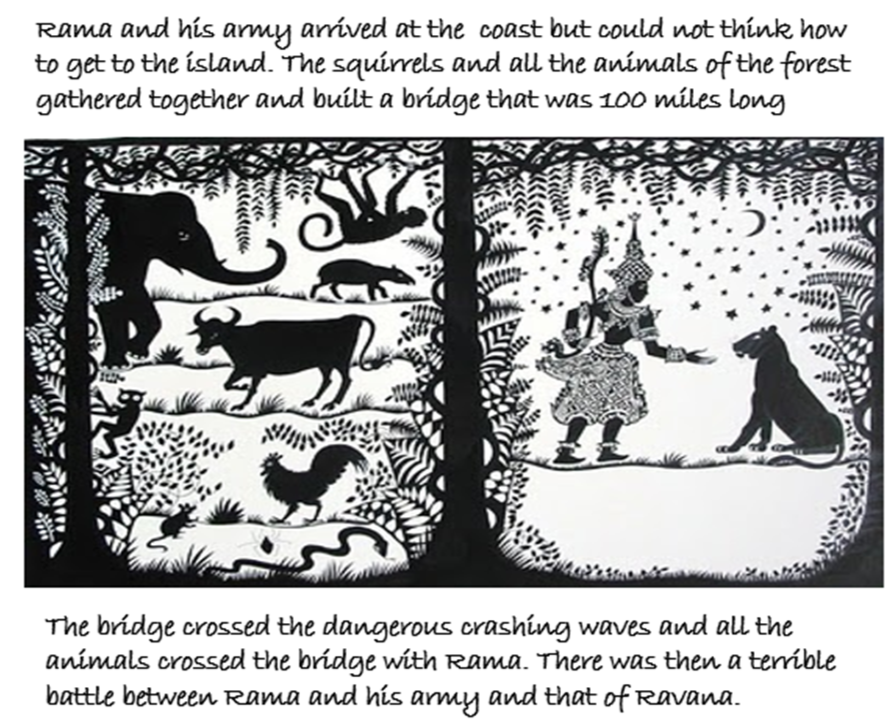 Rama and his army arrived at the coast but could not think how
to get to the island. The squirrels and all the animals of the forest
gathered together and built a bridge that was 100 miles long
The bridge crossed the dangerous crashing waves and all the
animals crossed the bridge with Rama. There was then a terrible
battle between Rama and his army and that of Ravana.